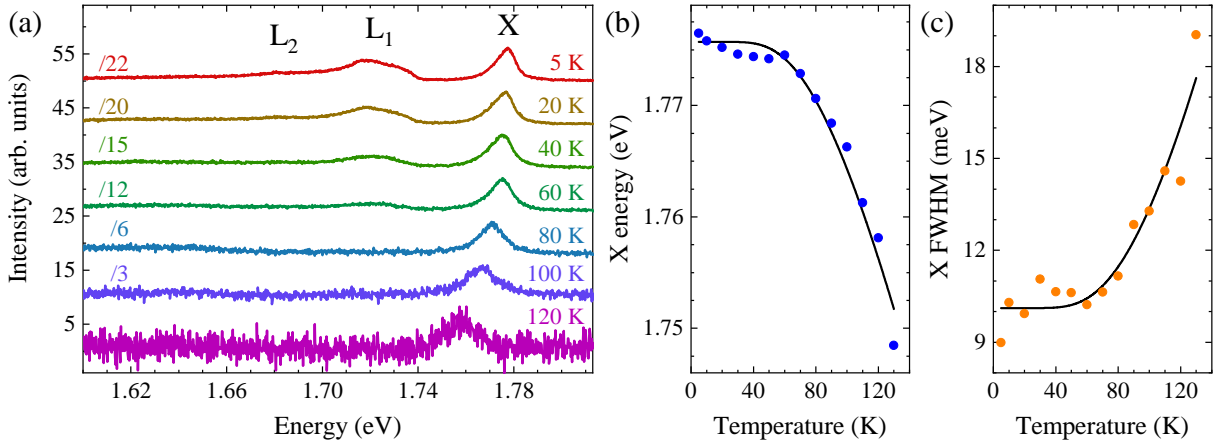 (a)
L2 L1 X
/22 5 K
/20 20 K
/15 40 K
/12 60 K
/6 80 K
/3 100 K
120 K
55
45
35
25
15
5
Intensity (arb. units)
1.62 1.66 1.70 1.74 1.78
Energy (eV)
(b)
1.77
1.76
1.75
X energy (eV)
0 40 80 120
Temperature (K)
(c)
18
15
12
9
X FWHM (meV)
0 40 80 120
Temperature (K)